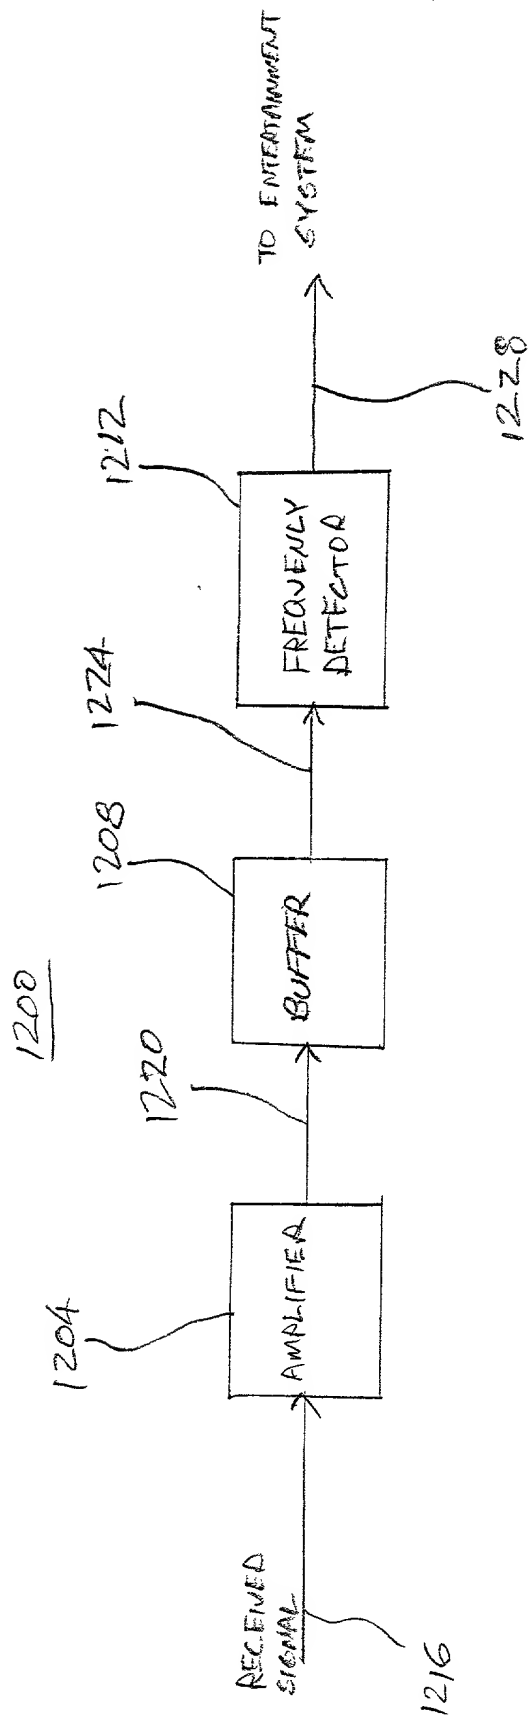 1200
1204
1220
1208
1224
1212
RECEIVED
SIGNAL
AMPLIFIER
BUFFER
FREQUENCY
DETECTOR
TO ENTERTAINMENT
SYSTEM
1216
1228